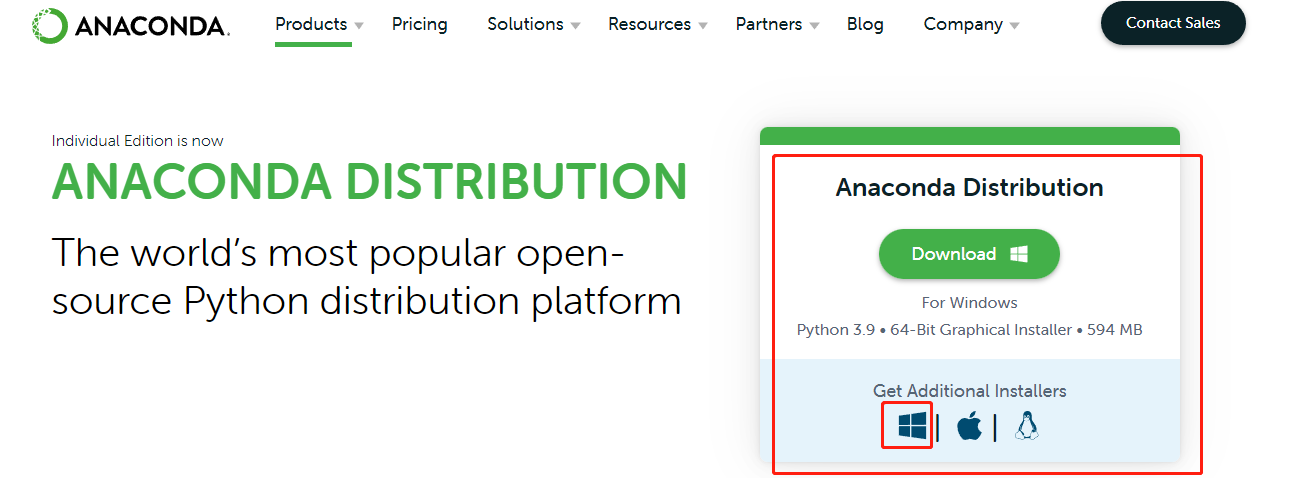 ANACONDA.
Products
Pricing
Solutions
Resources
Partners
Blog
Company
Contact Sales
Individual Edition is now
ANACONDA DISTRIBUTION
The world’s most popular open-
source Python distribution platform
Anaconda Distribution
Download
For Windows
Python 3.9 • 64-Bit Graphical Installer • 594 MB
Get Additional Installers